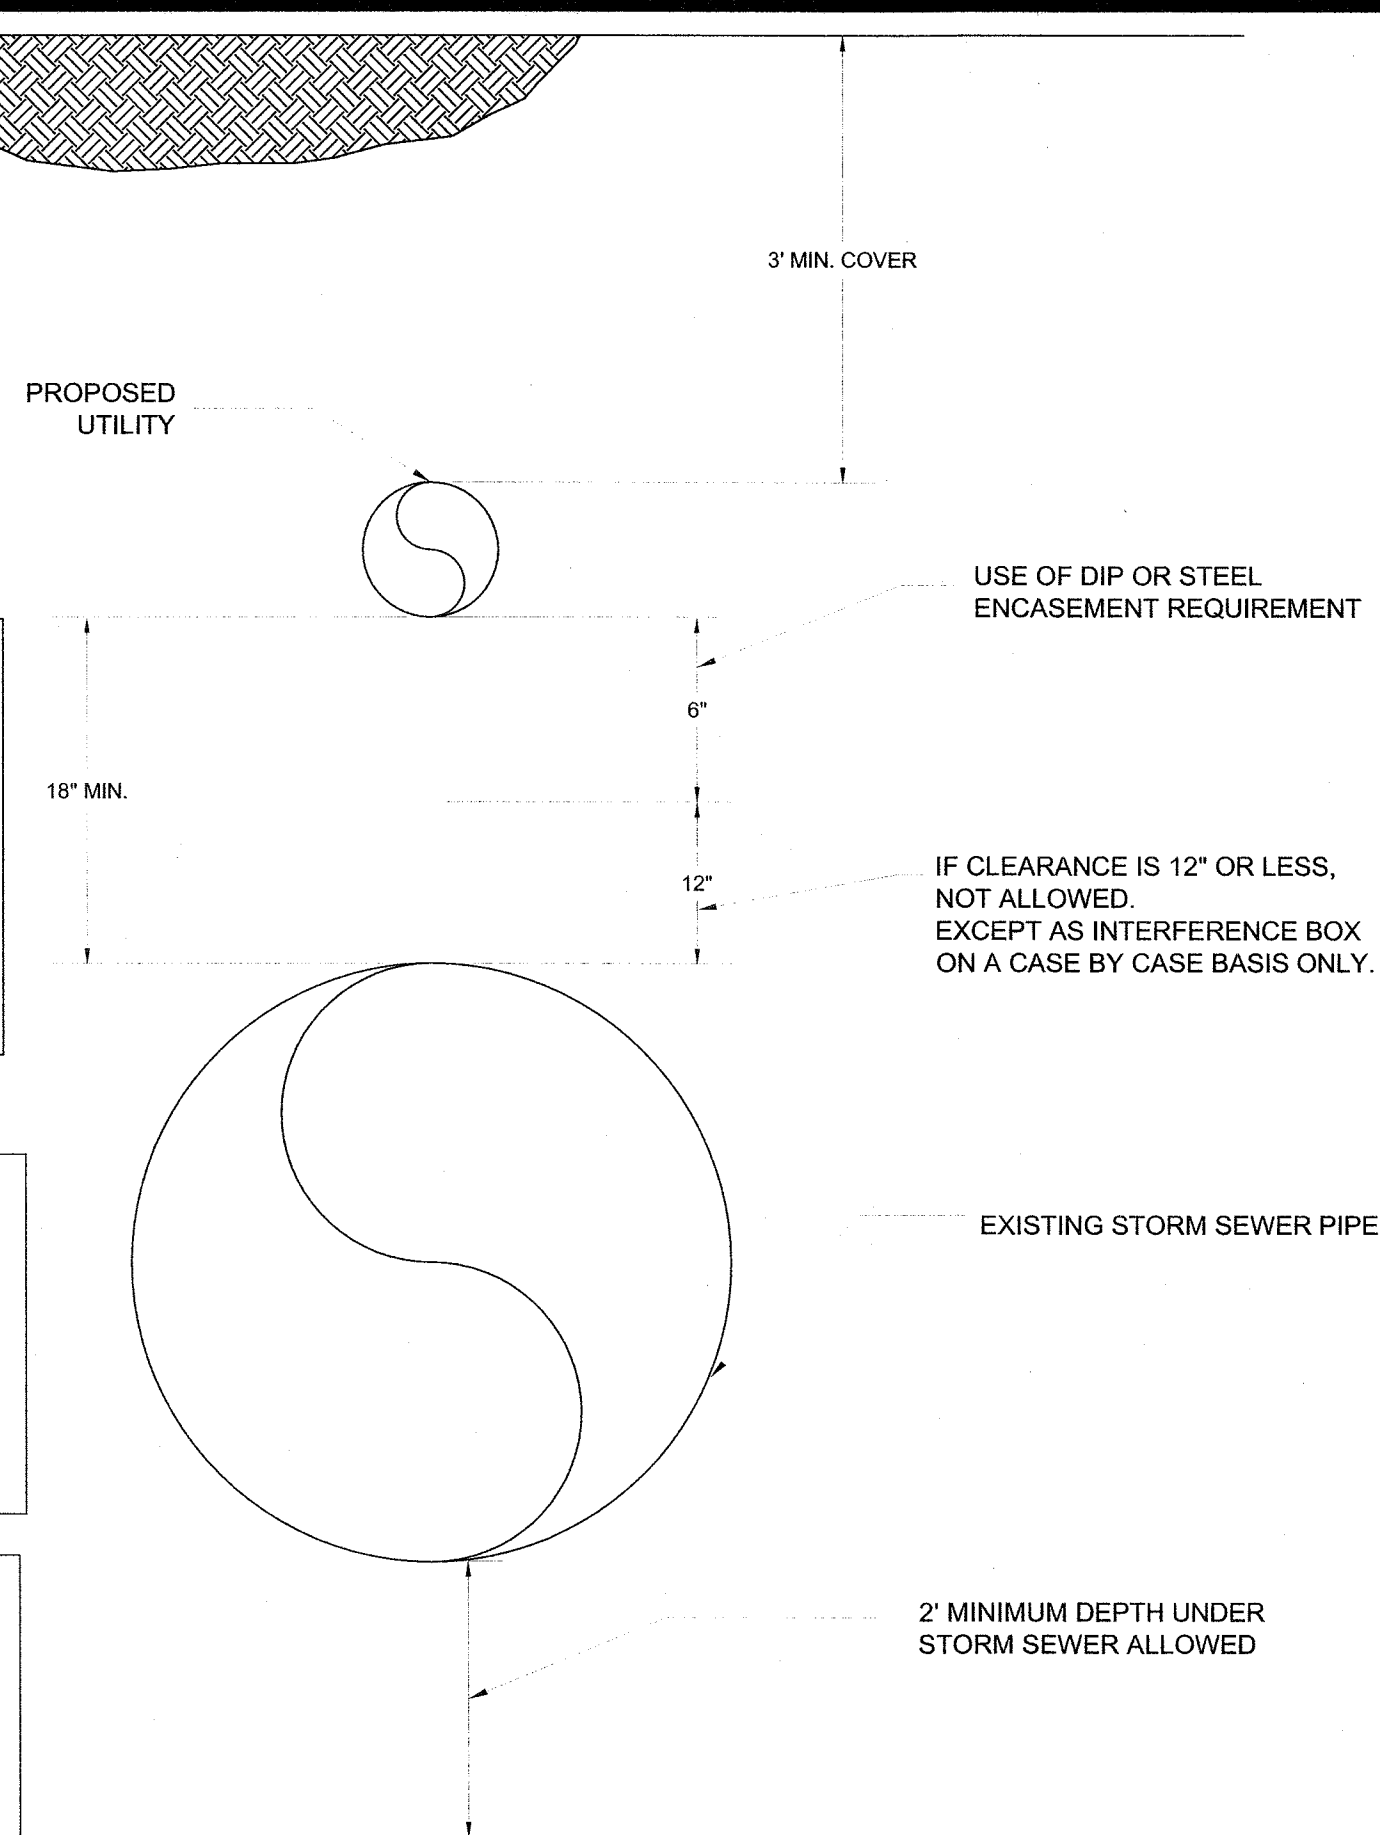 3' MIN. COVER
PROPOSED
UTILITY
USE OF DIP OR STEEL
ENCASEMENT REQUIREMENT
6"
18" MIN.
12"
IF CLEARANCE IS 12" OR LESS,
NOT ALLOWED.
EXCEPT AS INTERFERENCE BOX
ON A CASE BY CASE BASIS ONLY.
EXISTING STORM SEWER PIPE
2' MINIMUM DEPTH UNDER
STORM SEWER ALLOWED